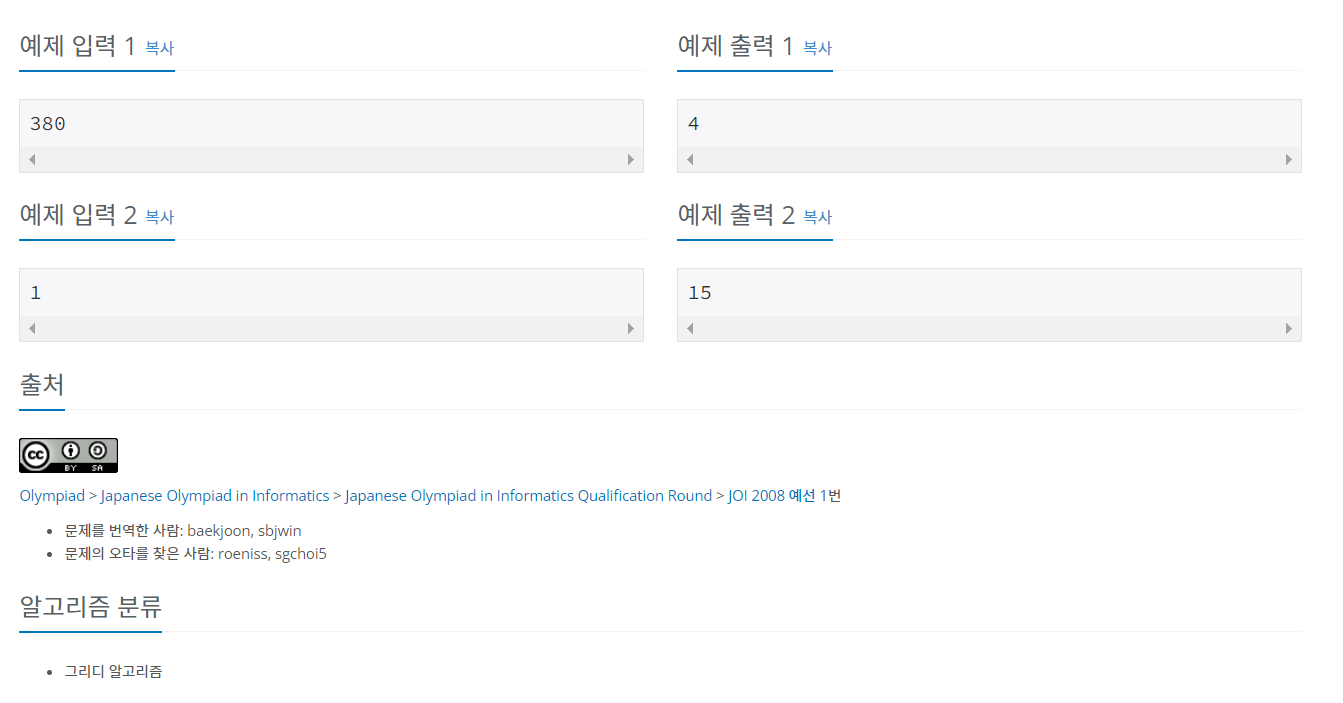 예제 입력 1 복사
예제 출력 1 복사
380
4
예제 입력 2 복사
예제 출력 2 복사
1
15
출처
cc BY SA
Olympiad > Japanese Olympiad in Informatics > Japanese Olympiad in Informatics Qualification Round > JOI 2008 예선 1번
문제를 번역한 사람: baekjoon, sbjwin
문제의 오타를 찾은 사람: roeniss, sgchoi5
알고리즘 분류
그리디 알고리즘